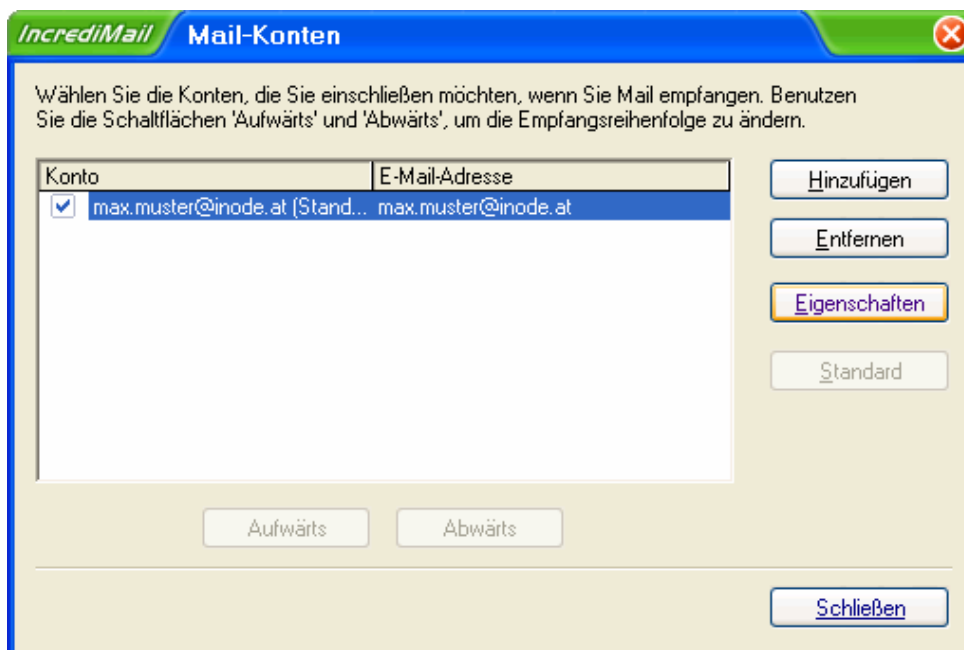 IncrediMail Mail-Konten
Wählen Sie die Konten, die Sie einschließen möchten, wenn Sie Mail empfangen. Benutzen
Sie die Schaltflächen 'Aufwärts' und 'Abwärts', um die Empfangsreihenfolge zu ändern.
Konto E-Mail-Adresse
max.muster@inode.at (Stand... max.muster@inode.at
Hinzufügen
Entfernen
Eigenschaften
Standard
Aufwärts Abwärts
Schließen